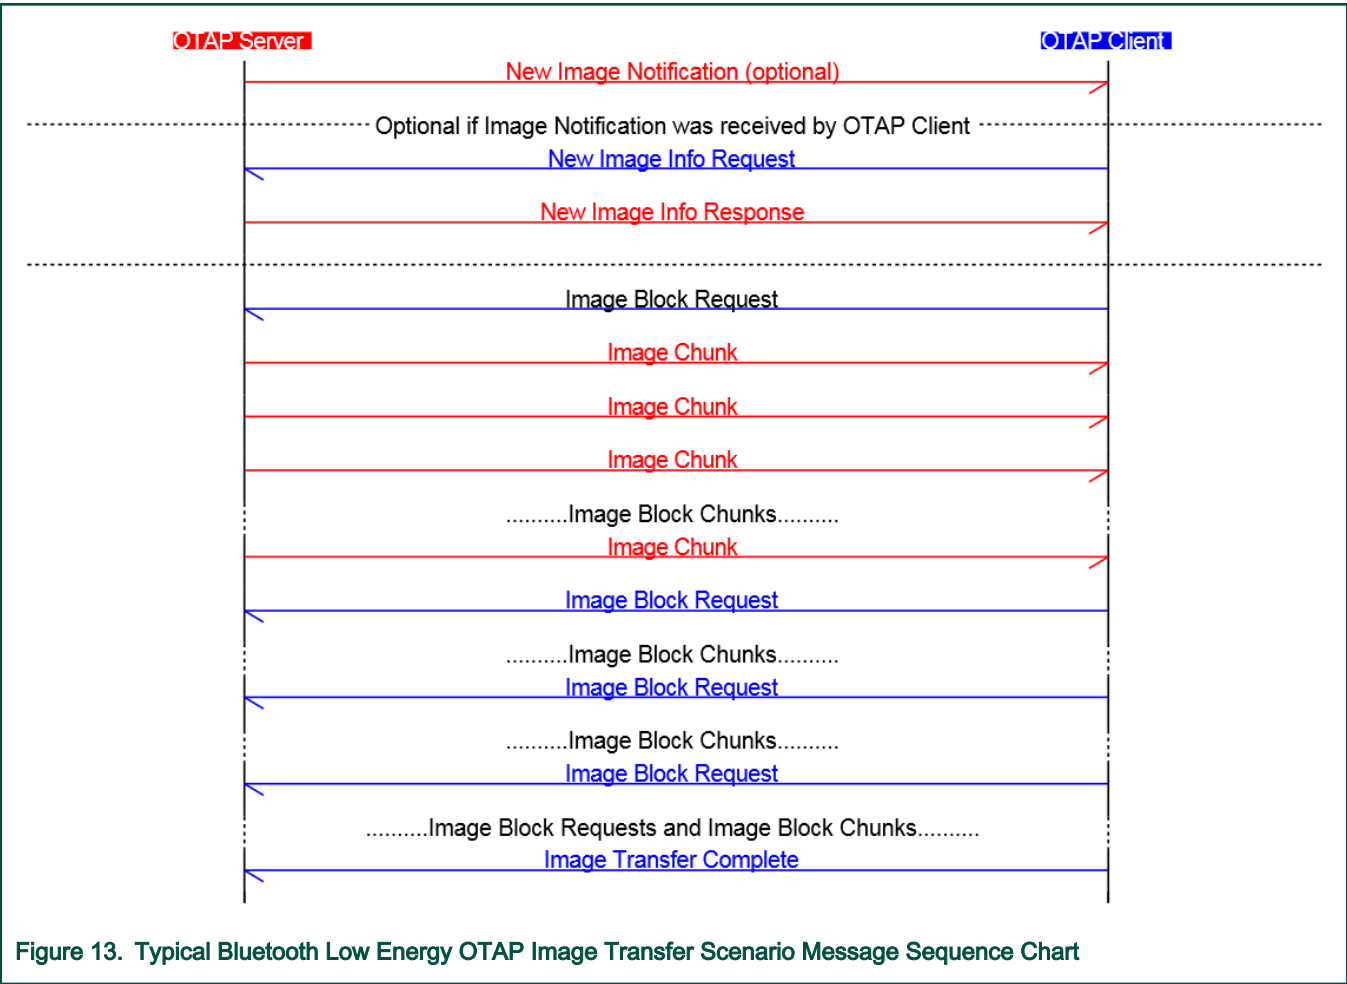 OTAP Server
OTAP Client
New Image Notification (optional)
Optional if Image Notification was received by OTAP Client
New Image Info Request
New Image Info Response
Image Block Request
Image Chunk
Image Chunk
Image Chunk
..........Image Block Chunks..........
Image Chunk
Image Block Request
..........Image Block Chunks..........
Image Block Request
..........Image Block Chunks..........
Image Block Request
..........Image Block Requests and Image Block Chunks..........
Image Transfer Complete
Figure 13. Typical Bluetooth Low Energy OTAP Image Transfer Scenario Message Sequence Chart